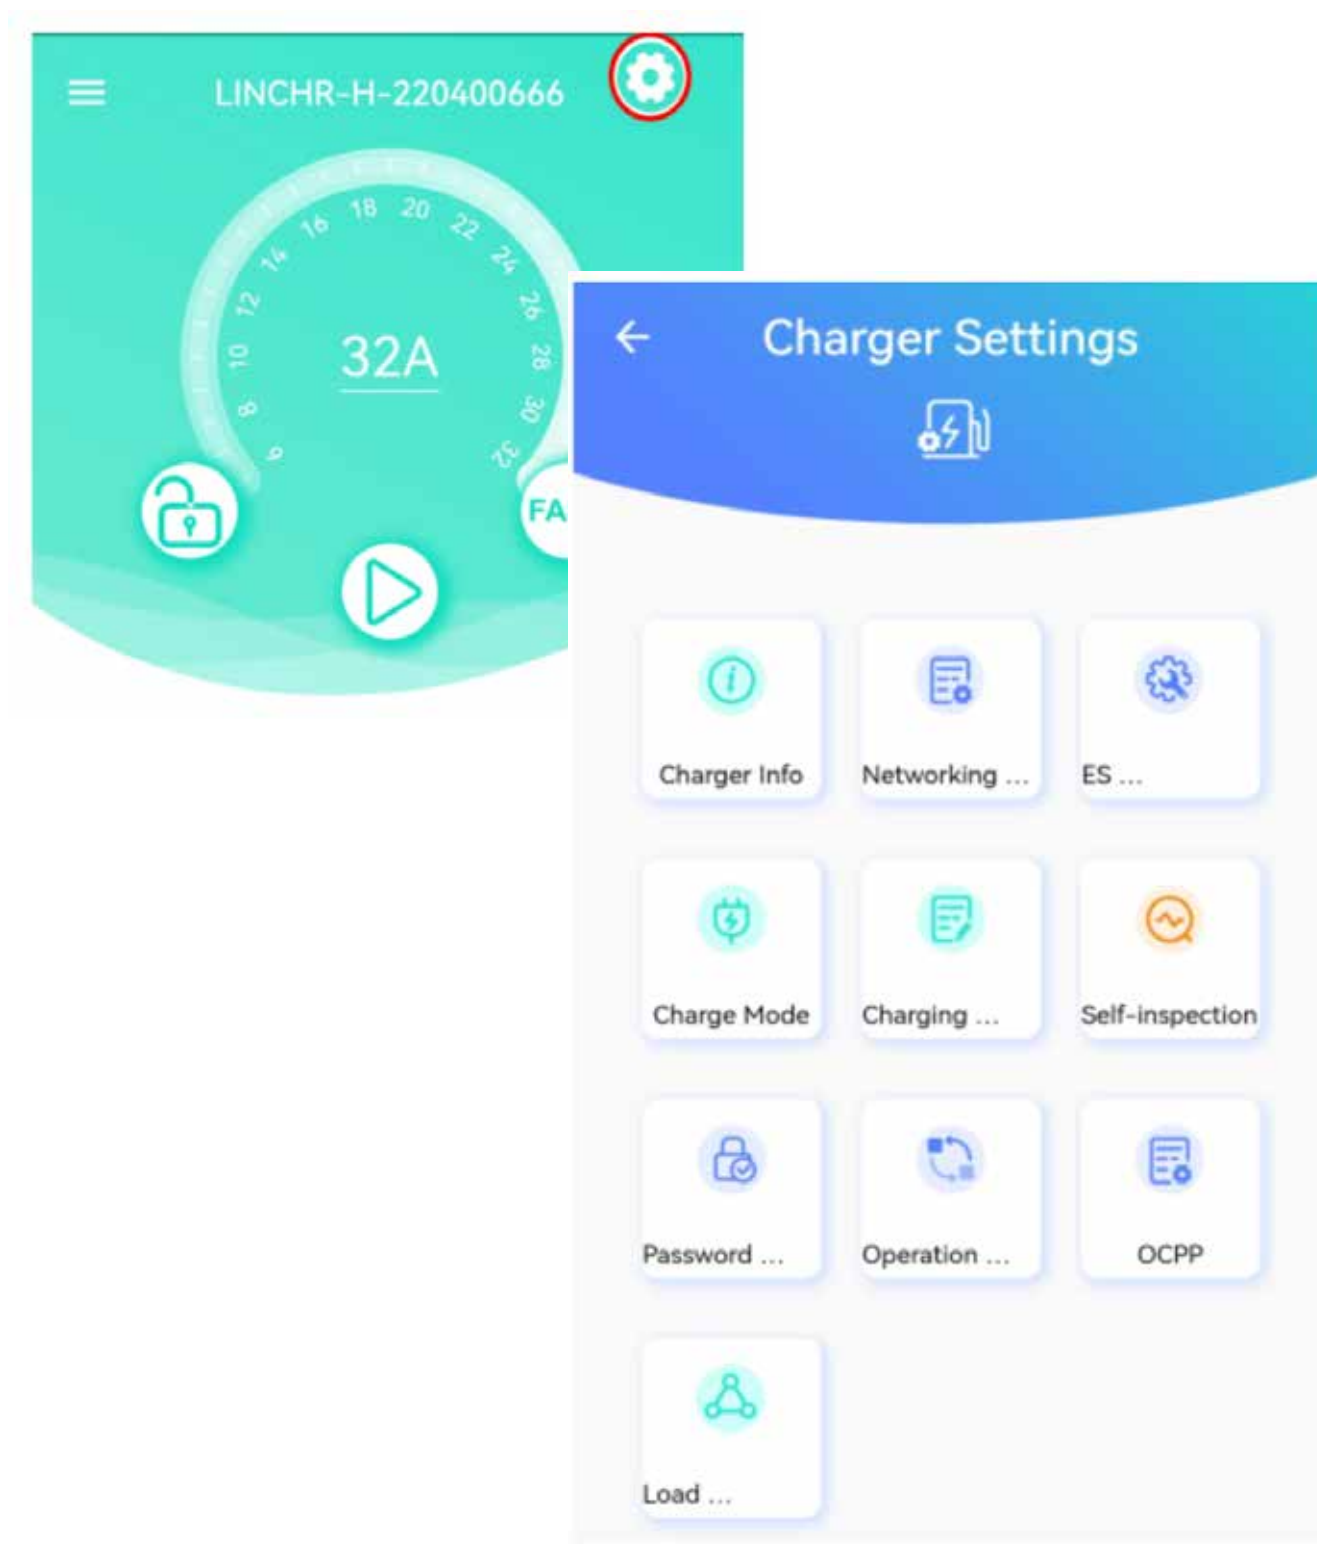 LINCHR-H-220400666
6
8
10
12
14
16
18
20
22
24
26
28
30
32
32A
FA
Charger Settings
Charger Info
Networking ...
ES ...
Charge Mode
Charging ...
Self-inspection
Password ...
Operation ...
OCPP
Load ...